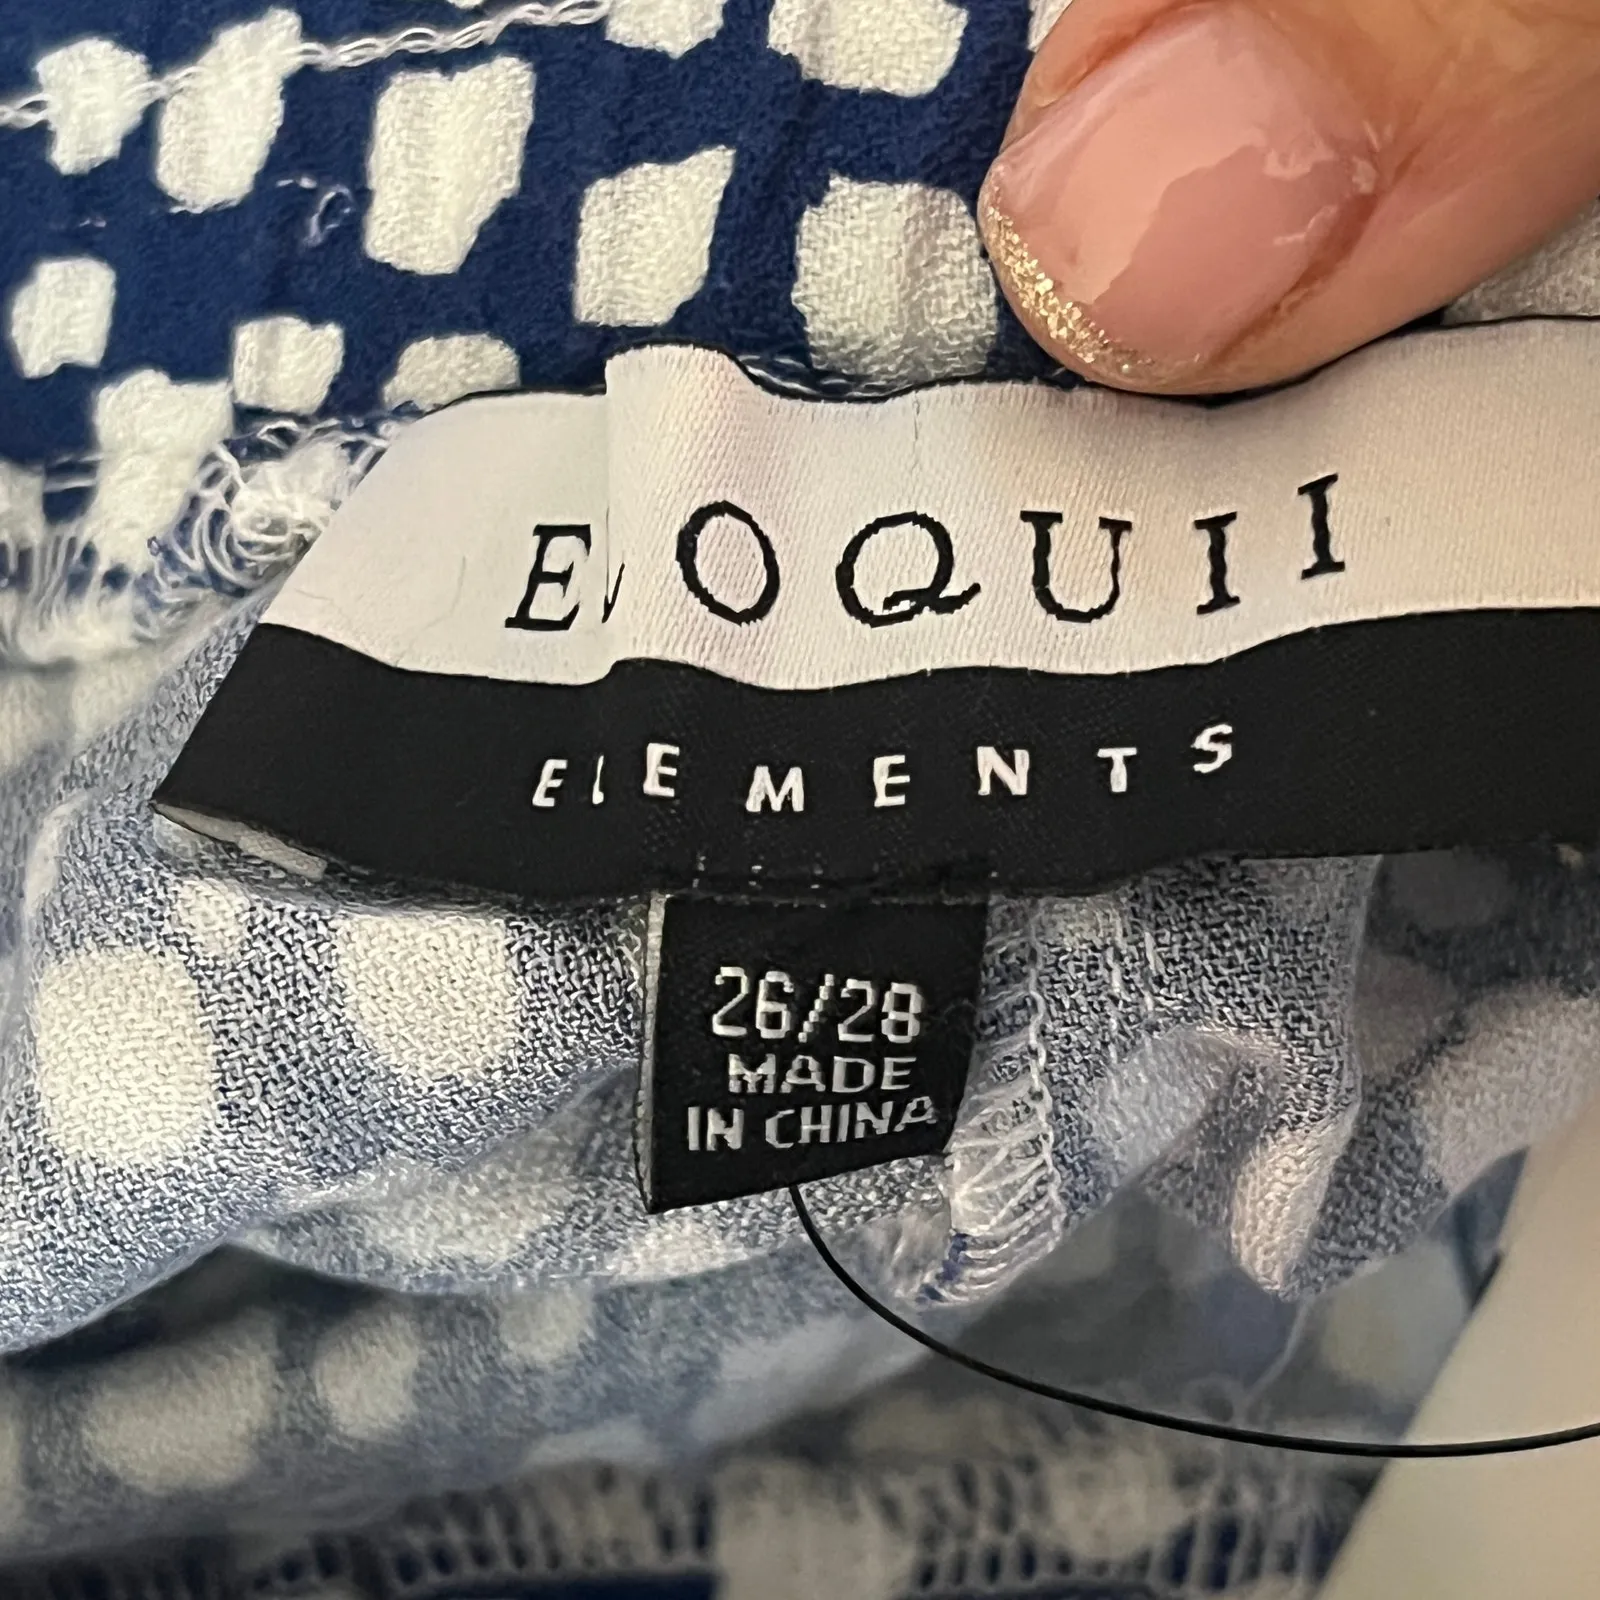 ELOQUII
ELEMENTS
26/28
MADE
IN CHINA